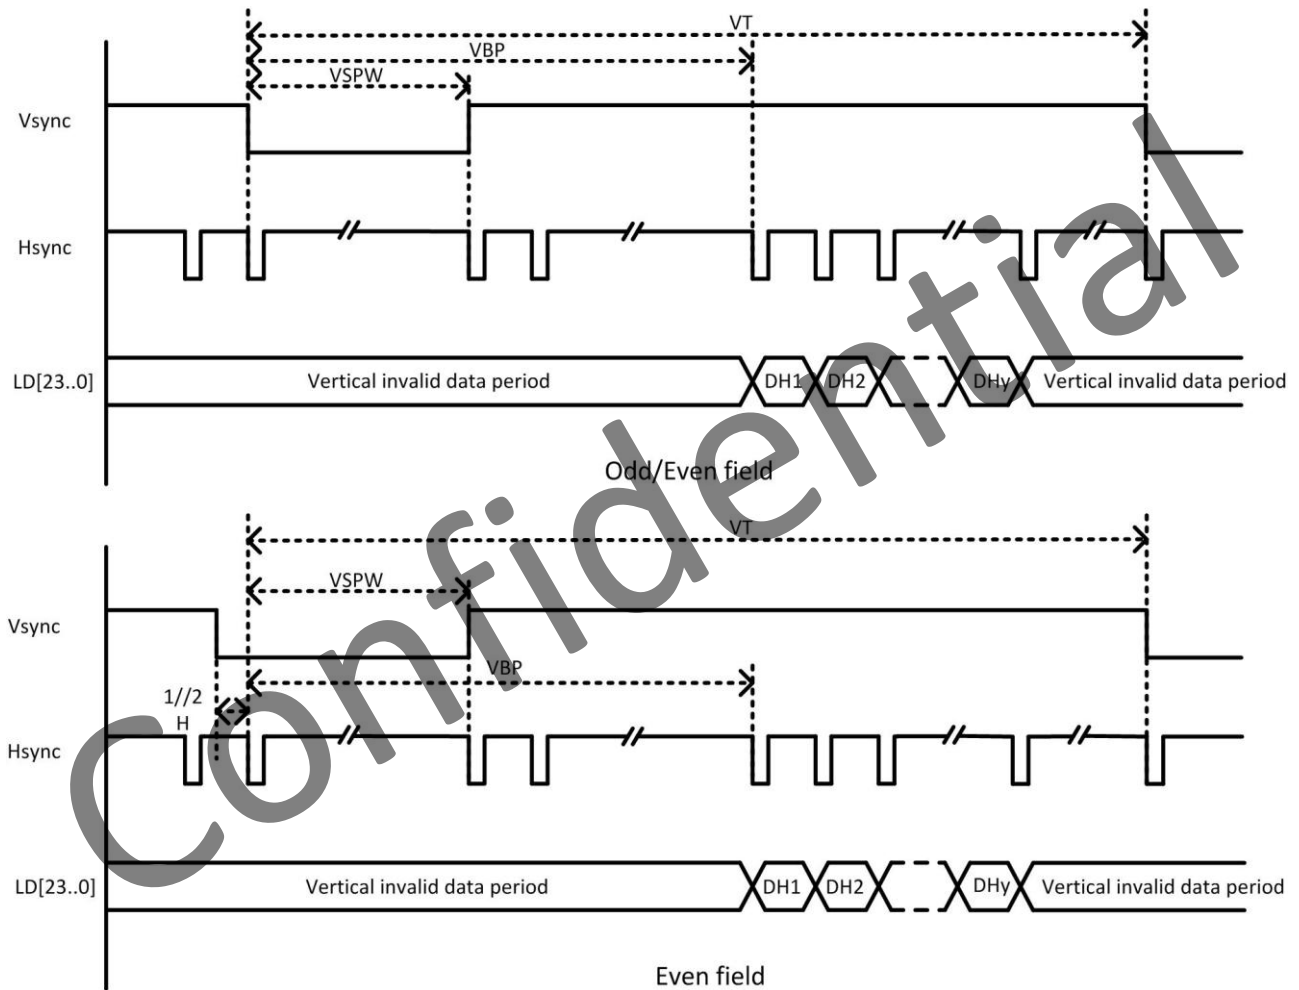 VT
VBP
VSPW
Vsync
Hsync
LD[23..0]
Vertical invalid data period
DH1
DH2
DHy
Vertical invalid data period
Odd/Even field
VT
VSPW
Vsync
VBP
1//2
H
Hsync
LD[23..0]
Vertical invalid data period
DH1
DH2
DHy
Vertical invalid data period
Even field
Confidential